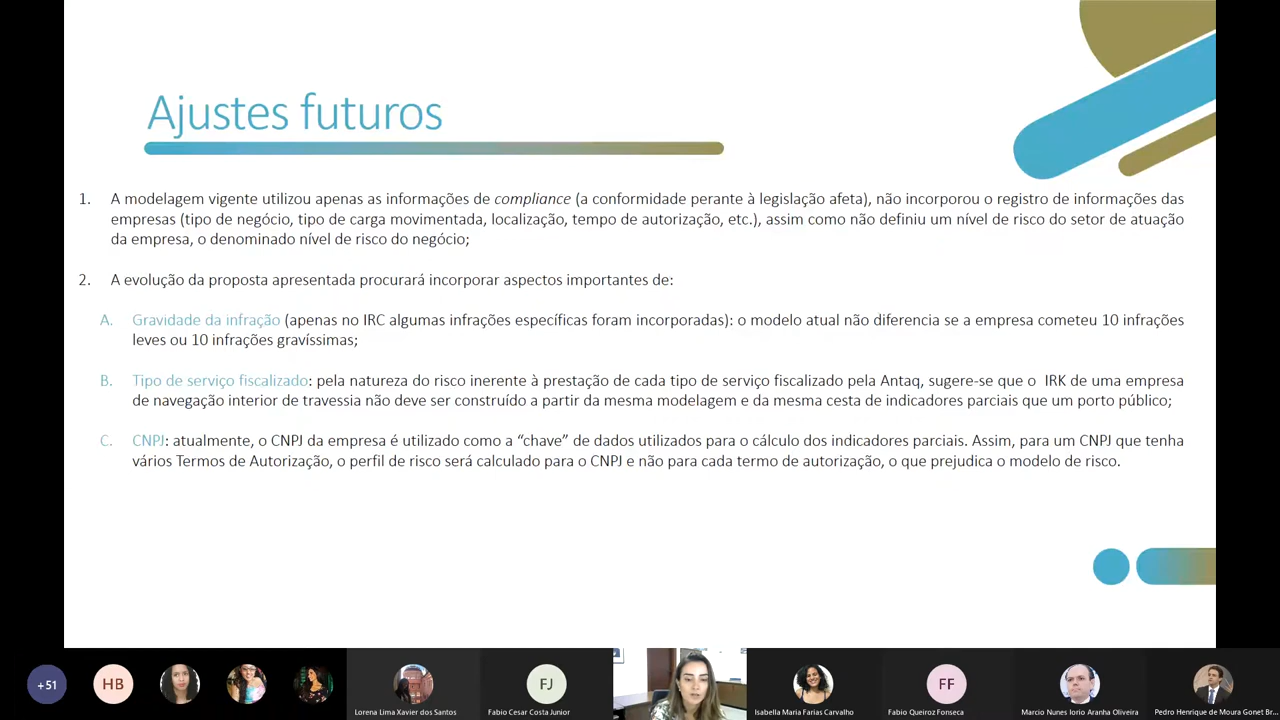 Ajustes futuros
1. A modelagem vigente utilizou apenas as informações de compliance (a conformidade perante à legislação afeta), não incorporou o registro de informações das
empresas (tipo de negócio, tipo de carga movimentada, localização, tempo de autorização, etc.), assim como não definiu um nível de risco do setor de atuação
da empresa, o denominado nível de risco do negócio;
2. A evolução da proposta apresentada procurará incorporar aspectos importantes de:
A. Gravidade da infração (apenas no IRC algumas infrações específicas foram incorporadas): o modelo atual não diferencia se a empresa cometeu 10 infrações
leves ou 10 infrações gravíssimas;
B. Tipo de serviço fiscalizado: pela natureza do risco inerente à prestação de cada tipo de serviço fiscalizado pela Antaq, sugere-se que o IRK de uma empresa
de navegação interior de travessia não deve ser construído a partir da mesma modelagem e da mesma cesta de indicadores parciais que um porto público;
C. CNPJ: atualmente, o CNPJ da empresa é utilizado como a “chave” de dados utilizados para o cálculo dos indicadores parciais. Assim, para um CNPJ que tenha
vários Termos de Autorização, o perfil de risco será calculado para o CNPJ e não para cada termo de autorização, o que prejudica o modelo de risco.
+51
HB
FJ
FF
Lorena Lima Xavier dos Santos
Fabio Cesar Costa Junior
Isabella Maria Farias Carvalho
Fabio Queiroz Fonseca
Marcio Nunes Iorio Aranha Oliveira
Pedro Henrique de Moura Gonet Br...